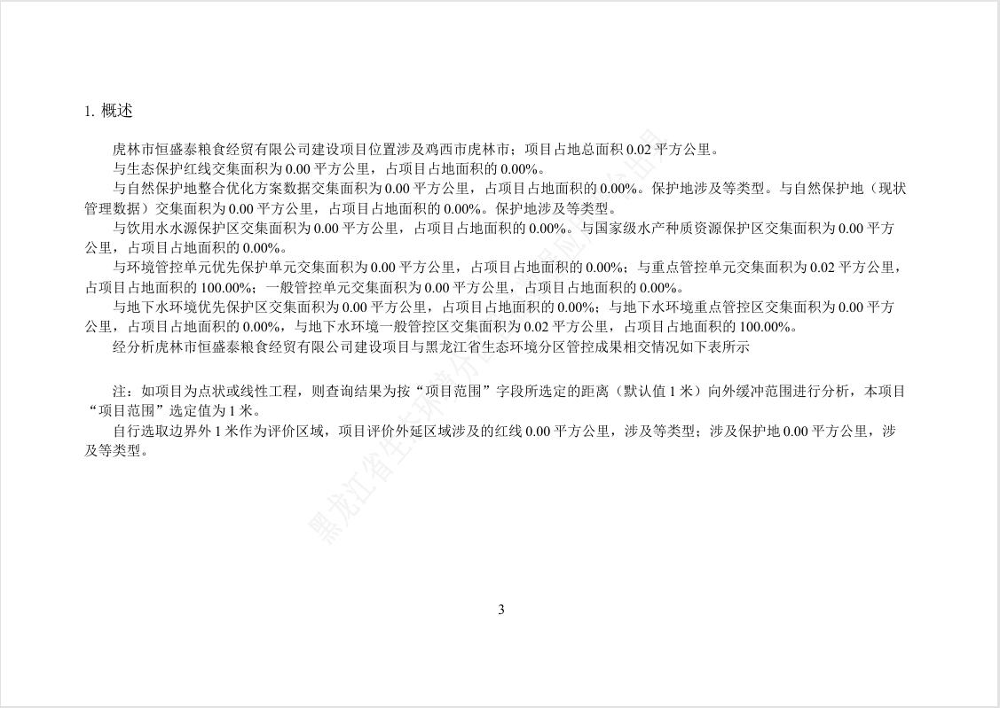 1. 概述
虎林市恒盛泰粮食经贸有限公司建设项目位置涉及鸡西市虎林市；项目占地总面积 0.02 平方公里。
与生态保护红线交集面积为 0.00 平方公里，占项目占地面积的 0.00%。
与自然保护地整合优化方案数据交集面积为 0.00 平方公里，占项目占地面积的 0.00%。保护地涉及等类型。与自然保护地（现状
管理数据）交集面积为 0.00 平方公里，占项目占地面积的 0.00%。保护地涉及等类型。
与饮用水水源保护区交集面积为 0.00 平方公里，占项目占地面积的 0.00%。与国家级水产种质资源保护区交集面积为 0.00 平方
公里，占项目占地面积的 0.00%。
与环境管控单元优先保护单元交集面积为 0.00 平方公里，占项目占地面积的 0.00%；与重点管控单元交集面积为 0.02 平方公里，
占项目占地面积的 100.00%；一般管控单元交集面积为 0.00 平方公里，占项目占地面积的 0.00%。
与地下水环境优先保护区交集面积为 0.00 平方公里，占项目占地面积的 0.00%；与地下水环境重点管控区交集面积为 0.00 平方
公里，占项目占地面积的 0.00%，与地下水环境一般管控区交集面积为 0.02 平方公里，占项目占地面积的 100.00%。
经分析虎林市恒盛泰粮食经贸有限公司建设项目与黑龙江省生态环境分区管控成果相交情况如下表所示
注：如项目为点状或线性工程，则查询结果为按“项目范围”字段所选定的距离（默认值 1 米）向外缓冲范围进行分析，本项目
“项目范围”选定值为 1 米。
自行选取边界外 1 米作为评价区域，项目评价外延区域涉及的红线 0.00 平方公里，涉及等类型；涉及保护地 0.00 平方公里，涉
及等类型。
黑龙江省生态环境分区
3